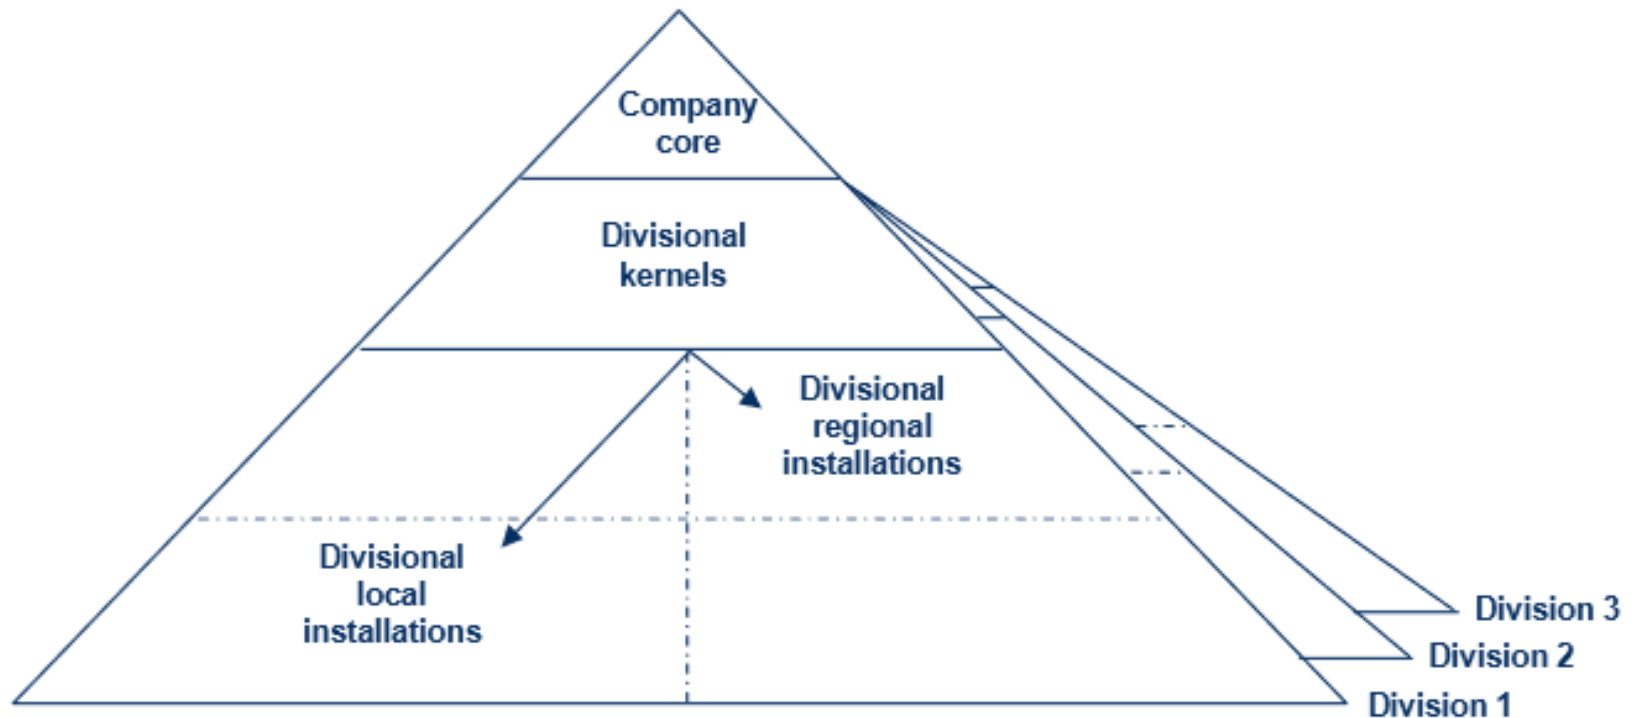 Company
core
Divisional
kernels
Divisional
regional
installations
Divisional
local
installations
Division 3
Division 2
Division 1